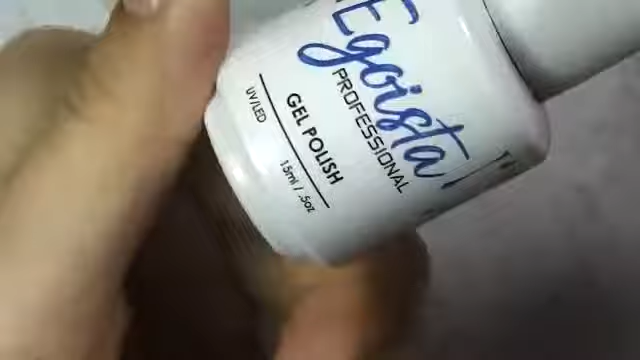 Egoista
PROFESSIONAL
GEL POLISH
UV/LED
15ml / .5oz